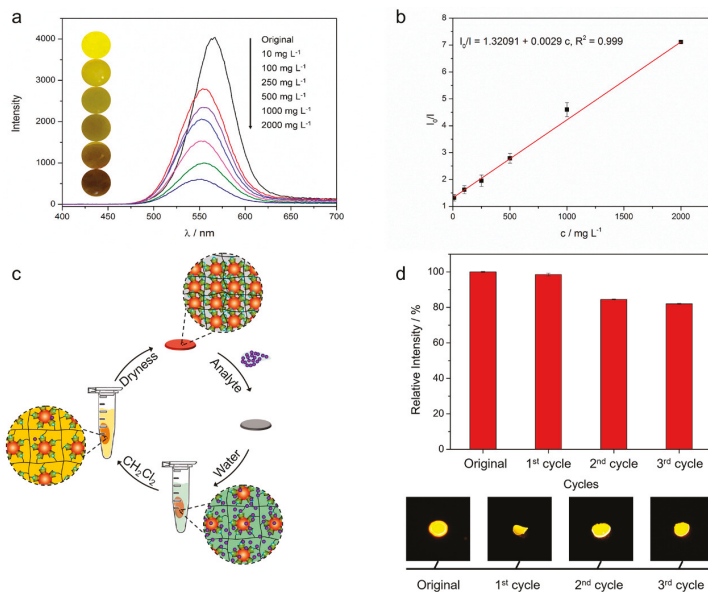 a
Original
10 mg L⁻¹
100 mg L⁻¹
250 mg L⁻¹
500 mg L⁻¹
1000 mg L⁻¹
2000 mg L⁻¹
4000
3000
2000
1000
0
Intensity
400 450 500 550 600 650 700
λ / nm
b
I₀/I = 1.32091 + 0.0029 c, R² = 0.999
8
7
6
5
4
3
2
1
0
I₀/I
0 500 1000 1500 2000
c / mg L⁻¹
c
Dryness
Analyte
Water
CH₂Cl₂
d
100
80
60
40
20
0
Relative Intensity / %
Original 1ˢᵗ cycle 2ⁿᵈ cycle 3ʳᵈ cycle
Cycles
Original 1ˢᵗ cycle 2ⁿᵈ cycle 3ʳᵈ cycle